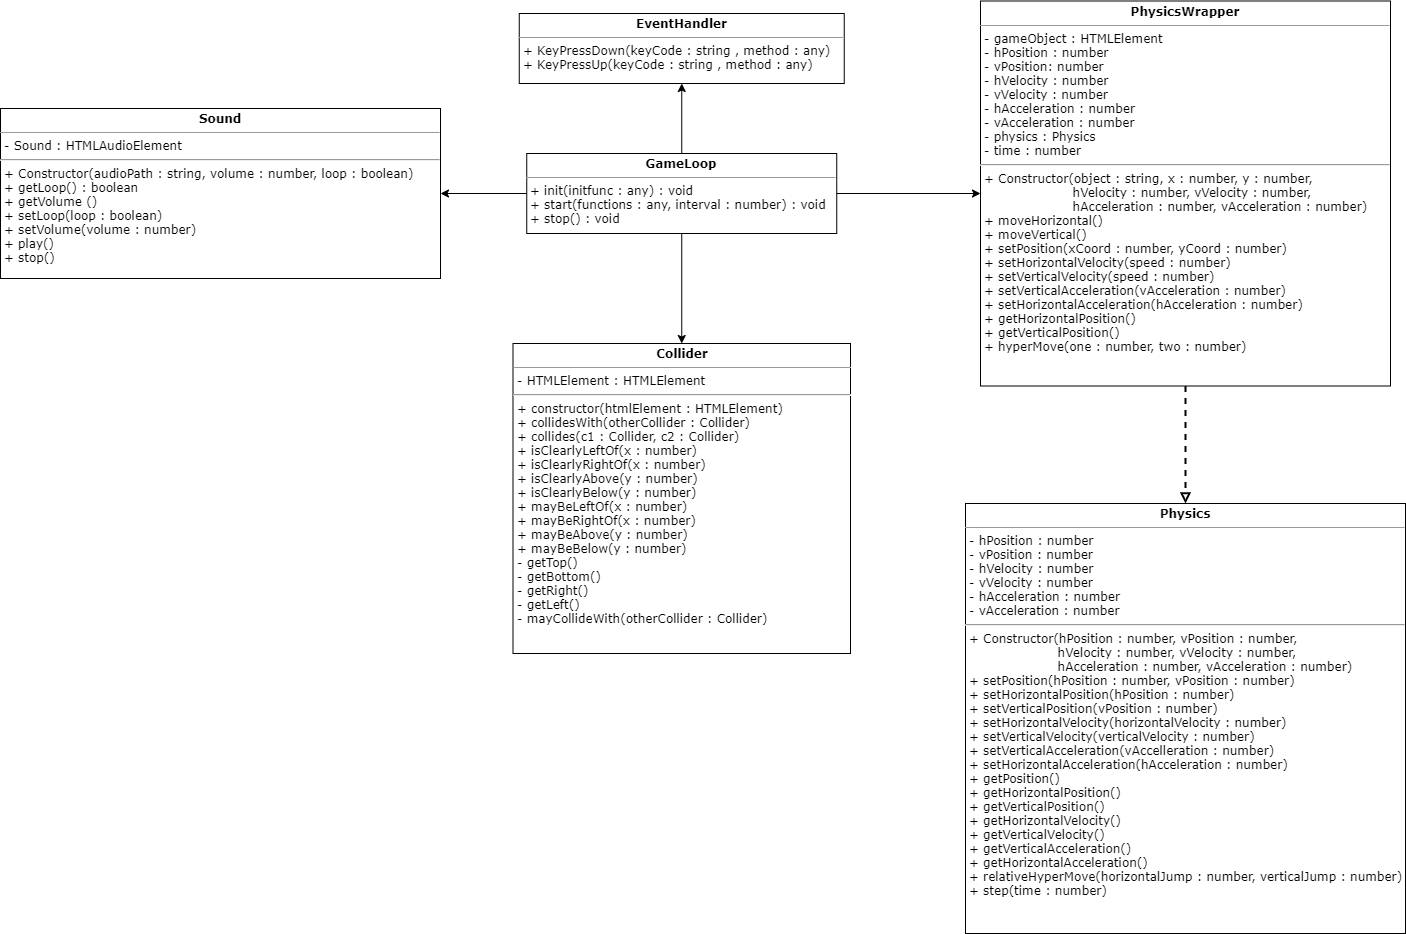 EventHandler
+ KeyPressDown(keyCode : string , method : any)
+ KeyPressUp(keyCode : string , method : any)
PhysicsWrapper
- gameObject : HTMLElement
- hPosition : number
- vPosition: number
- hVelocity : number
- vVelocity : number
- hAcceleration : number
- vAcceleration : number
- physics : Physics
- time : number
+ Constructor(object : string, x : number, y : number,
hVelocity : number, vVelocity : number,
hAcceleration : number, vAcceleration : number)
+ moveHorizontal()
+ moveVertical()
+ setPosition(xCoord : number, yCoord : number)
+ setHorizontalVelocity(speed : number)
+ setVerticalVelocity(speed : number)
+ setVerticalAcceleration(vAcceleration : number)
+ setHorizontalAcceleration(hAcceleration : number)
+ getHorizontalPosition()
+ getVerticalPosition()
+ hyperMove(one : number, two : number)
Sound
- Sound : HTMLAudioElement
+ Constructor(audioPath : string, volume : number, loop : boolean)
+ getLoop() : boolean
+ getVolume ()
+ setLoop(loop : boolean)
+ setVolume(volume : number)
+ play()
+ stop()
GameLoop
+ init(initfunc : any) : void
+ start(functions : any, interval : number) : void
+ stop() : void
Collider
- HTMLElement : HTMLElement
+ constructor(htmlElement : HTMLElement)
+ collidesWith(otherCollider : Collider)
+ collides(c1 : Collider, c2 : Collider)
+ isClearlyLeftOf(x : number)
+ isClearlyRightOf(x : number)
+ isClearlyAbove(y : number)
+ isClearlyBelow(y : number)
+ mayBeLeftOf(x : number)
+ mayBeRightOf(x : number)
+ mayBeAbove(y : number)
+ mayBeBelow(y : number)
- getTop()
- getBottom()
- getRight()
- getLeft()
- mayCollideWith(otherCollider : Collider)
Physics
- hPosition : number
- vPosition : number
- hVelocity : number
- vVelocity : number
- hAcceleration : number
- vAcceleration : number
+ Constructor(hPosition : number, vPosition : number,
hVelocity : number, vVelocity : number,
hAcceleration : number, vAcceleration : number)
+ setPosition(hPosition : number, vPosition : number)
+ setHorizontalPosition(hPosition : number)
+ setVerticalPosition(vPosition : number)
+ setHorizontalVelocity(horizontalVelocity : number)
+ setVerticalVelocity(verticalVelocity : number)
+ setVerticalAcceleration(vAccelleration : number)
+ setHorizontalAcceleration(hAcceleration : number)
+ getPosition()
+ getHorizontalPosition()
+ getVerticalPosition()
+ getHorizontalVelocity()
+ getVerticalVelocity()
+ getVerticalAcceleration()
+ getHorizontalAcceleration()
+ relativeHyperMove(horizontalJump : number, verticalJump : number)
+ step(time : number)